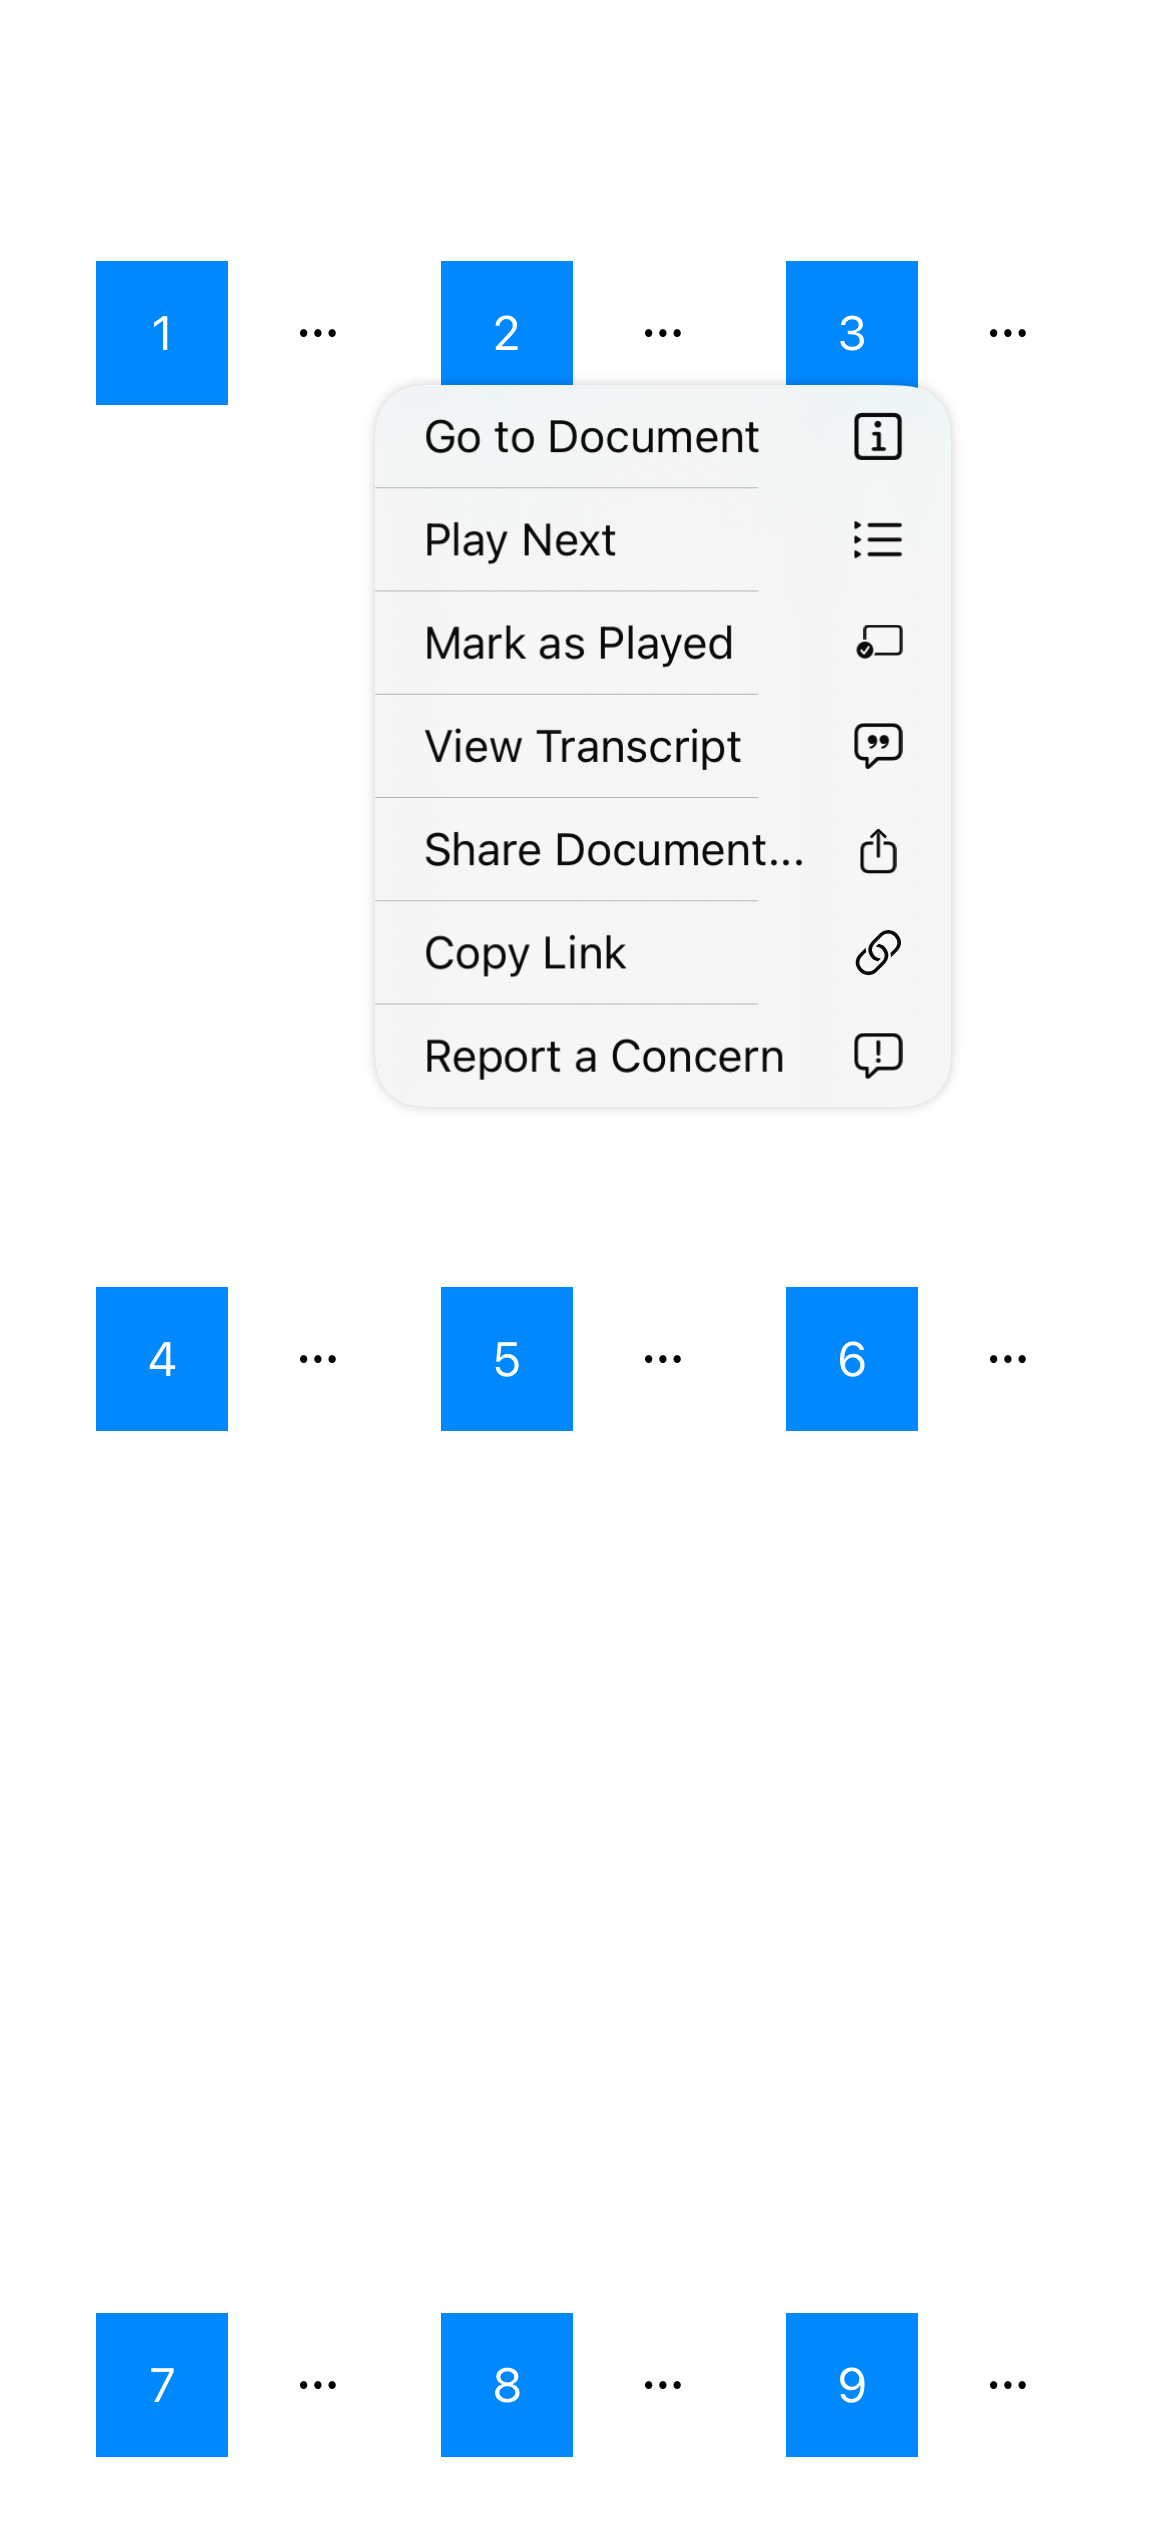 1 ... 2 ... 3 ...
Go to Document
Play Next
Mark as Played
View Transcript
Share Document...
Copy Link
Report a Concern
4 ... 5 ... 6 ...
7 ... 8 ... 9 ...